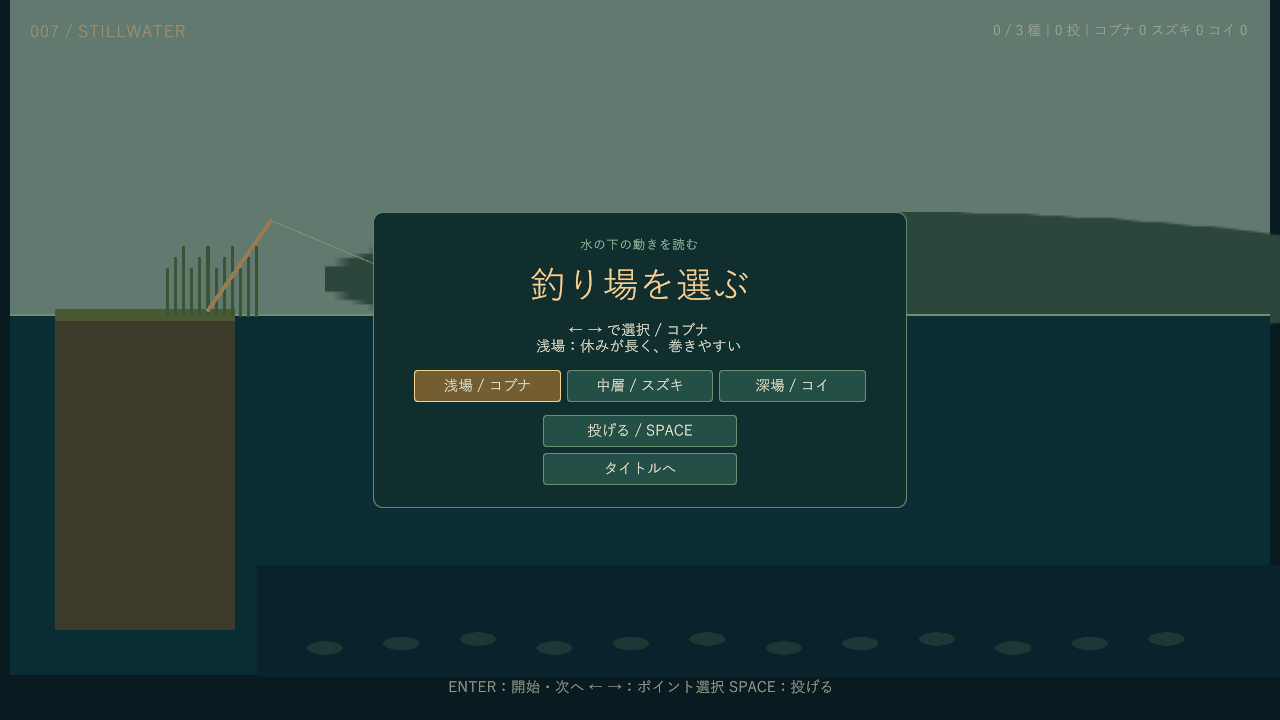 007 / STILLWATER
0 / 3 種 | 0 投 | コブナ 0 スズキ 0 コイ 0
水の下の動きを読む
釣り場を選ぶ
← → で選択 / コブナ
浅場：休みが長く、巻きやすい
浅場 / コブナ
中層 / スズキ
深場 / コイ
投げる / SPACE
タイトルへ
ENTER：開始・次へ ← →：ポイント選択 SPACE：投げる